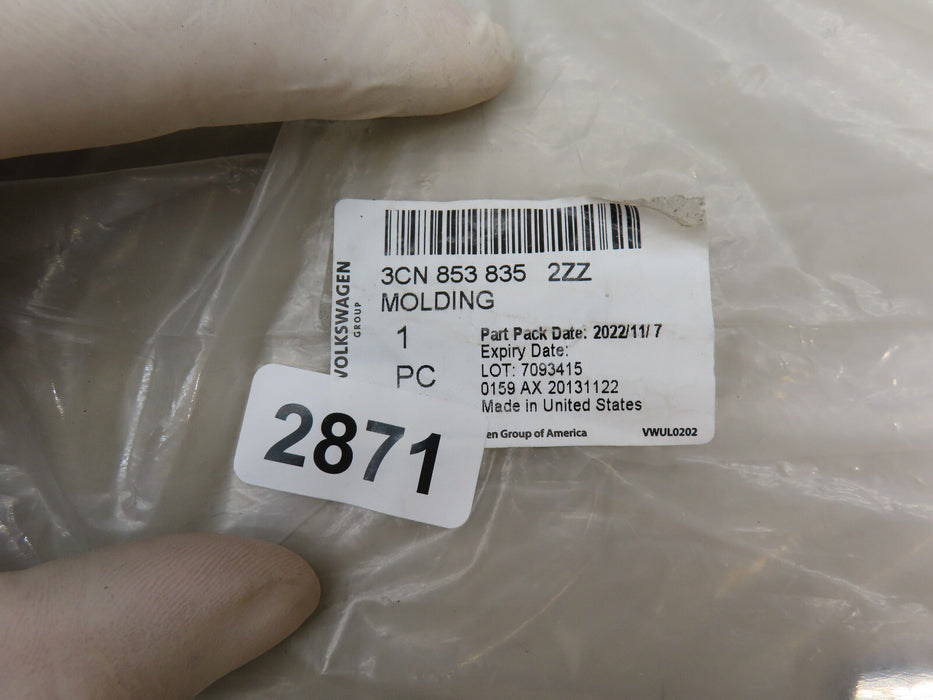 3CN 853 835 2ZZ
MOLDING
VOLKSWAGEN
GROUP
1
PC
Part Pack Date: 2022/11/ 7
Expiry Date:
LOT: 7093415
0159 AX 20131122
Made in United States
en Group of America
VWUL0202
2871